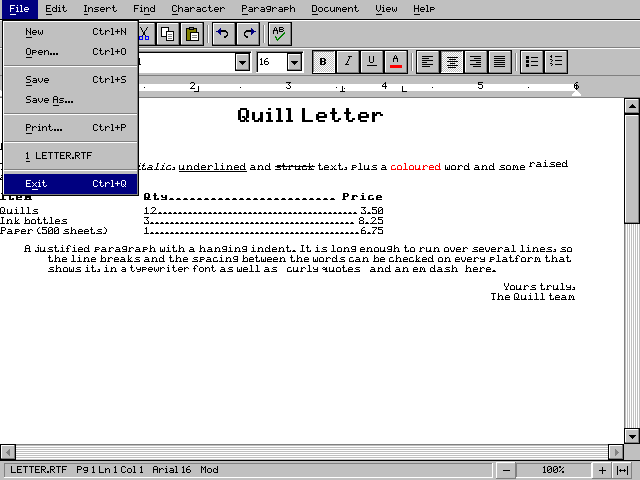 File Edit Insert Find Character Paragraph Document View Help
New Ctrl+N
Open... Ctrl+O
Save Ctrl+S
Save As...
Print... Ctrl+P
1 LETTER.RTF
Exit Ctrl+Q
16 B I U A
2 3 4 5 6
Quill Letter
italic, underlined and struck text, plus a coloured word and some raised
Item Qty........................ Price
Quills 12........................ 3.50
Ink bottles 3........................ 8.25
Paper (500 sheets) 1........................ 6.75
A justified paragraph with a hanging indent. It is long enough to run over several lines, so
the line breaks and the spacing between the words can be checked on every platform that
shows it, in a typewriter font as well as curly quotes and an em dash here.
Yours truly,
The Quill team
LETTER.RTF Pg 1 Ln 1 Col 1 Arial 16 Mod 100%